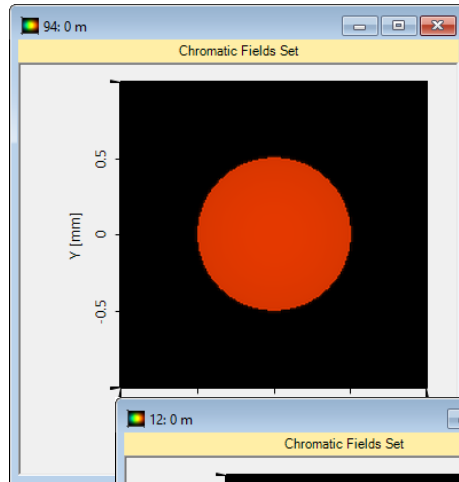 94: 0 m
Chromatic Fields Set
0.5
Y [mm]
0
-0.5
12: 0 m
Chromatic Fields Set